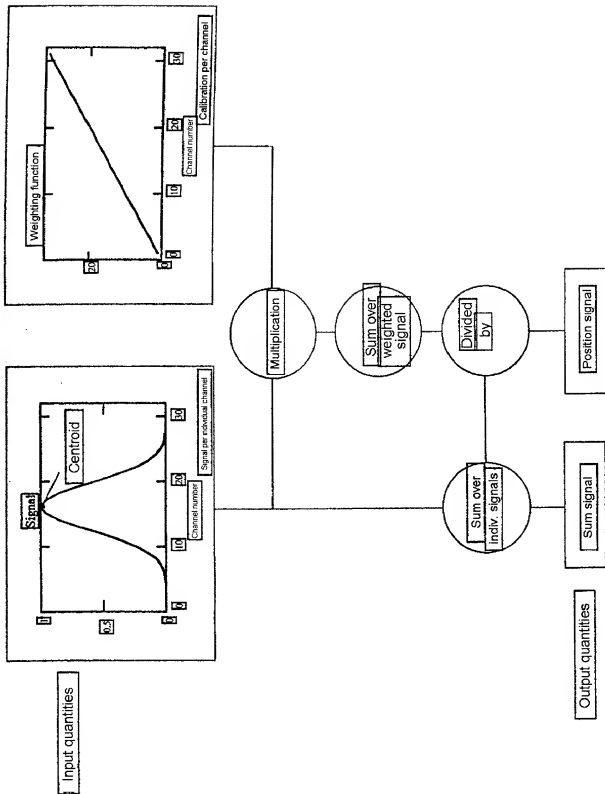 Input quantities
Signal
1
Centroid
0.5
0
0 10 20 30
Channel number
Signal per individual channel
Weighting function
20
0
0 10 20 30
Channel number
Calibration per channel
Multiplication
Sum over
weighted
signal
Sum over
indiv. signals
Divided
by
Output quantities
Sum signal
Position signal